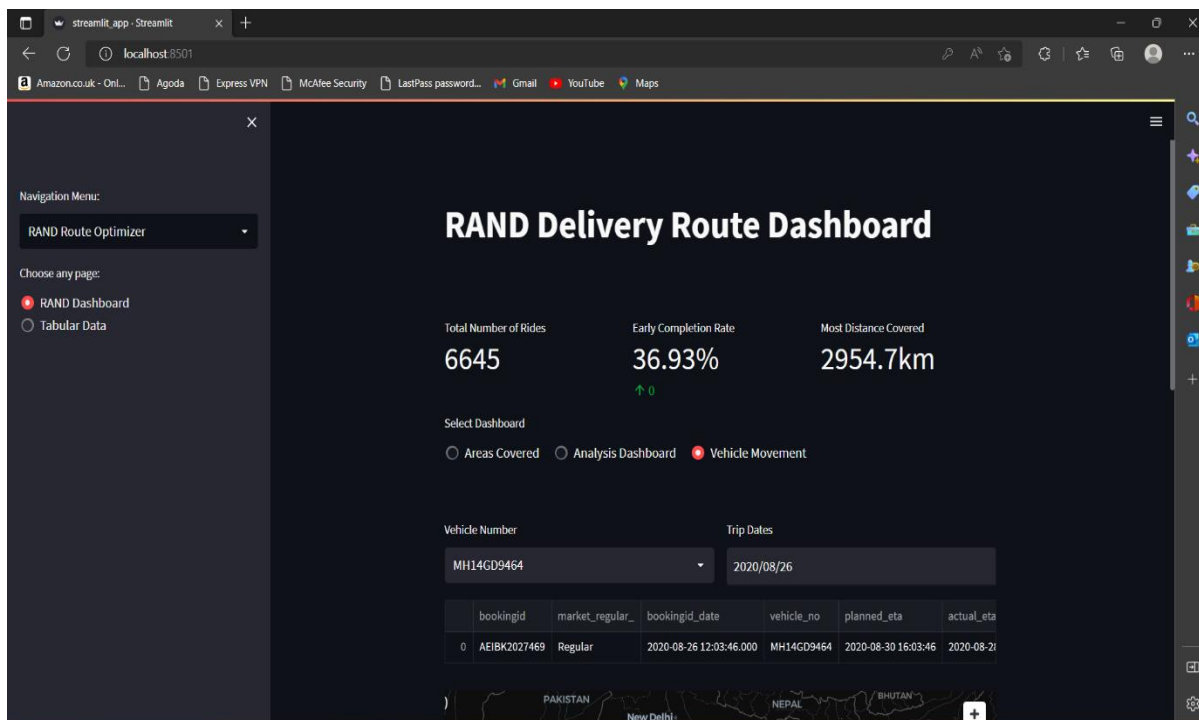 streamlit_app · Streamlit
localhost:8501
Amazon.co.uk - Onl... Agoda Express VPN McAfee Security LastPass password... Gmail YouTube Maps
Navigation Menu:
RAND Route Optimizer
Choose any page:
RAND Dashboard
Tabular Data
RAND Delivery Route Dashboard
Total Number of Rides Early Completion Rate Most Distance Covered
6645 36.93% 2954.7km
↑ 0
Select Dashboard
Areas Covered Analysis Dashboard Vehicle Movement
Vehicle Number Trip Dates
MH14GD9464 2020/08/26
bookingid market_regular_ bookingid_date vehicle_no planned_eta actual_eta
0 AEIBK2027469 Regular 2020-08-26 12:03:46.000 MH14GD9464 2020-08-30 16:03:46 2020-08-28
PAKISTAN NEPAL BHUTAN
New Delhi